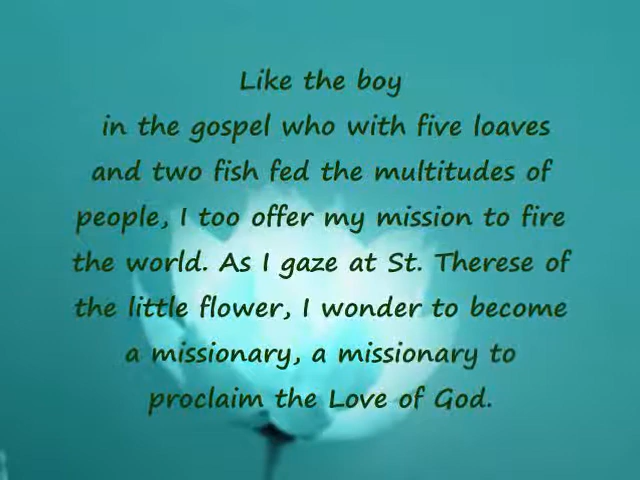 Like the boy
in the gospel who with five loaves
and two fish fed the multitudes of
people, I too offer my mission to fire
the world. As I gaze at St. Therese of
the little flower, I wonder to become
a missionary, a missionary to
proclaim the Love of God.